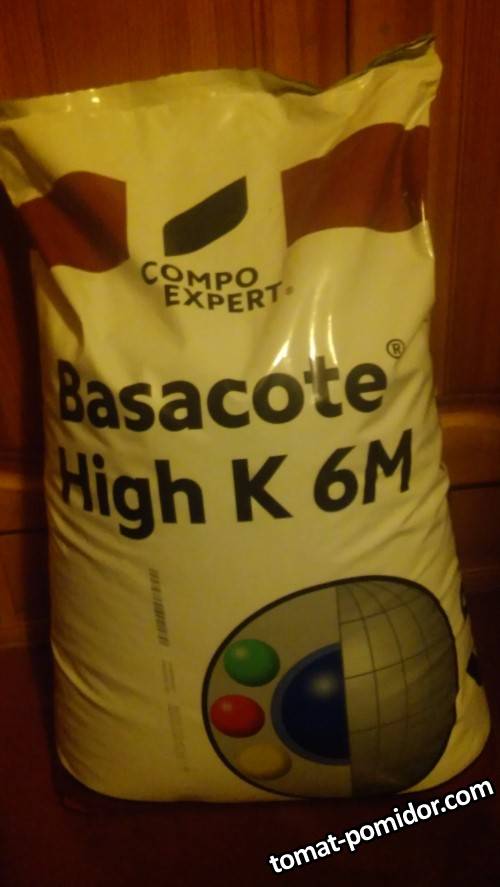 COMPO
EXPERT®
Basacote®
High K 6M
tomat-pomidor.com